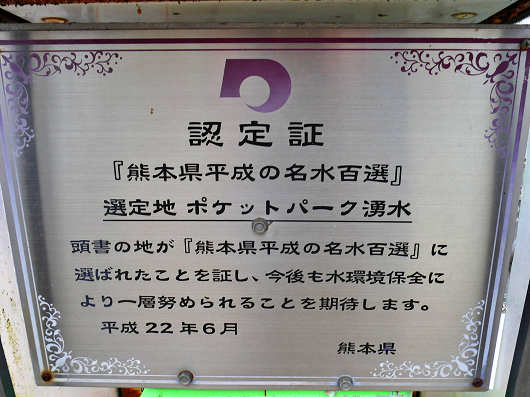 認定証
『熊本県平成の名水百選』
選定地 ポケットパーク湧水
頭書の地が『熊本県平成の名水百選』に
選ばれたことを証し、今後も水環境保全に
より一層努められることを期待します。
平成22年6月
熊本県